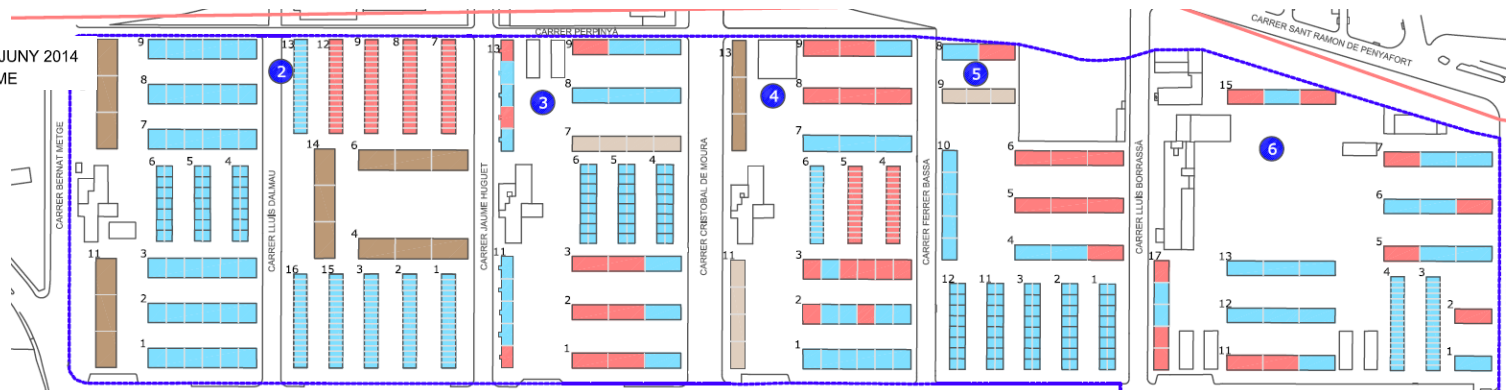 JUNY 2014
ME
CARRER BERNAT METGE
9
8
7
6 5 4
3
11
2
1
CARRER LLUÍS DALMAU
2
13 12 9 8 7
14 6
4
16 15 3 2 1
CARRER JAUME HUGUET
CARRER PERPINYÀ
13 9
3
8
7
6 5 4
11 3
2
1
CARRER CRISTOBAL DE MOURA
13 9
4
8
7
6 5 4
11 3
2
1
CARRER FERRER BASSA
8
5
9
10 6
5
4
12 11 3 2 1
CARRER LLUÍS BORRASSÀ
CARRER SANT RAMON DE PENYAFORT
15
6
7
6
5
17 13
4 3
12 2
11 1